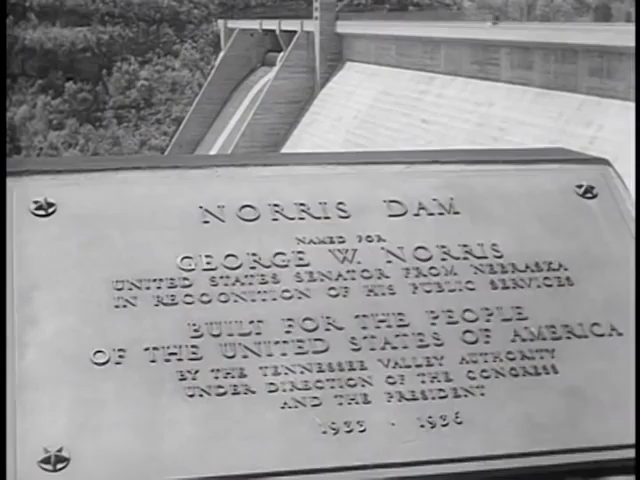 NORRIS DAM
NAMED FOR
GEORGE W. NORRIS
UNITED STATES SENATOR FROM NEBRASKA
IN RECOGNITION OF HIS PUBLIC SERVICES
BUILT FOR THE PEOPLE
OF THE UNITED STATES OF AMERICA
BY THE TENNESSEE VALLEY AUTHORITY
UNDER DIRECTION OF THE CONGRESS
AND THE PRESIDENT
1933 · 1936